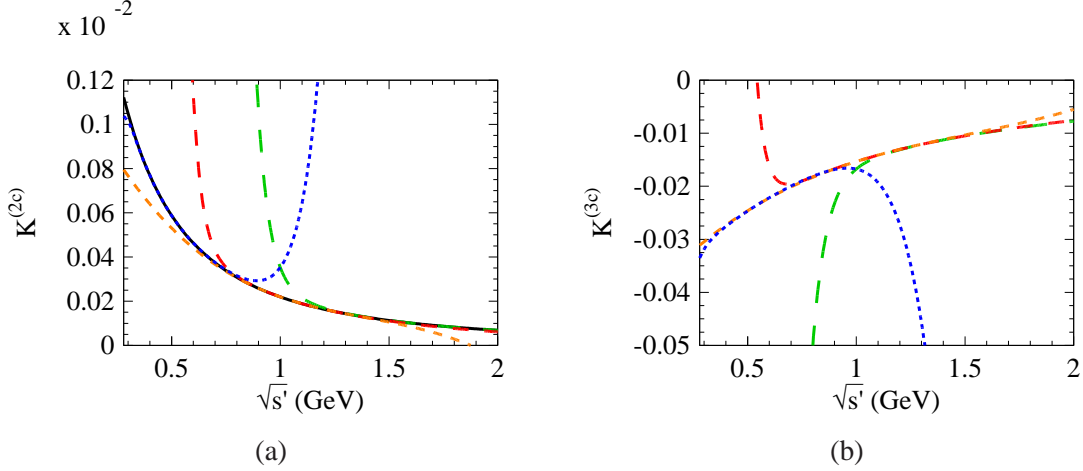 x 10^-2
0.12
0.1
0.08
0.06
0.04
0.02
0
K^(2c)
0.5 1 1.5 2
√s' (GeV)
(a)
0
-0.01
-0.02
-0.03
-0.04
-0.05
K^(3c)
0.5 1 1.5 2
√s' (GeV)
(b)